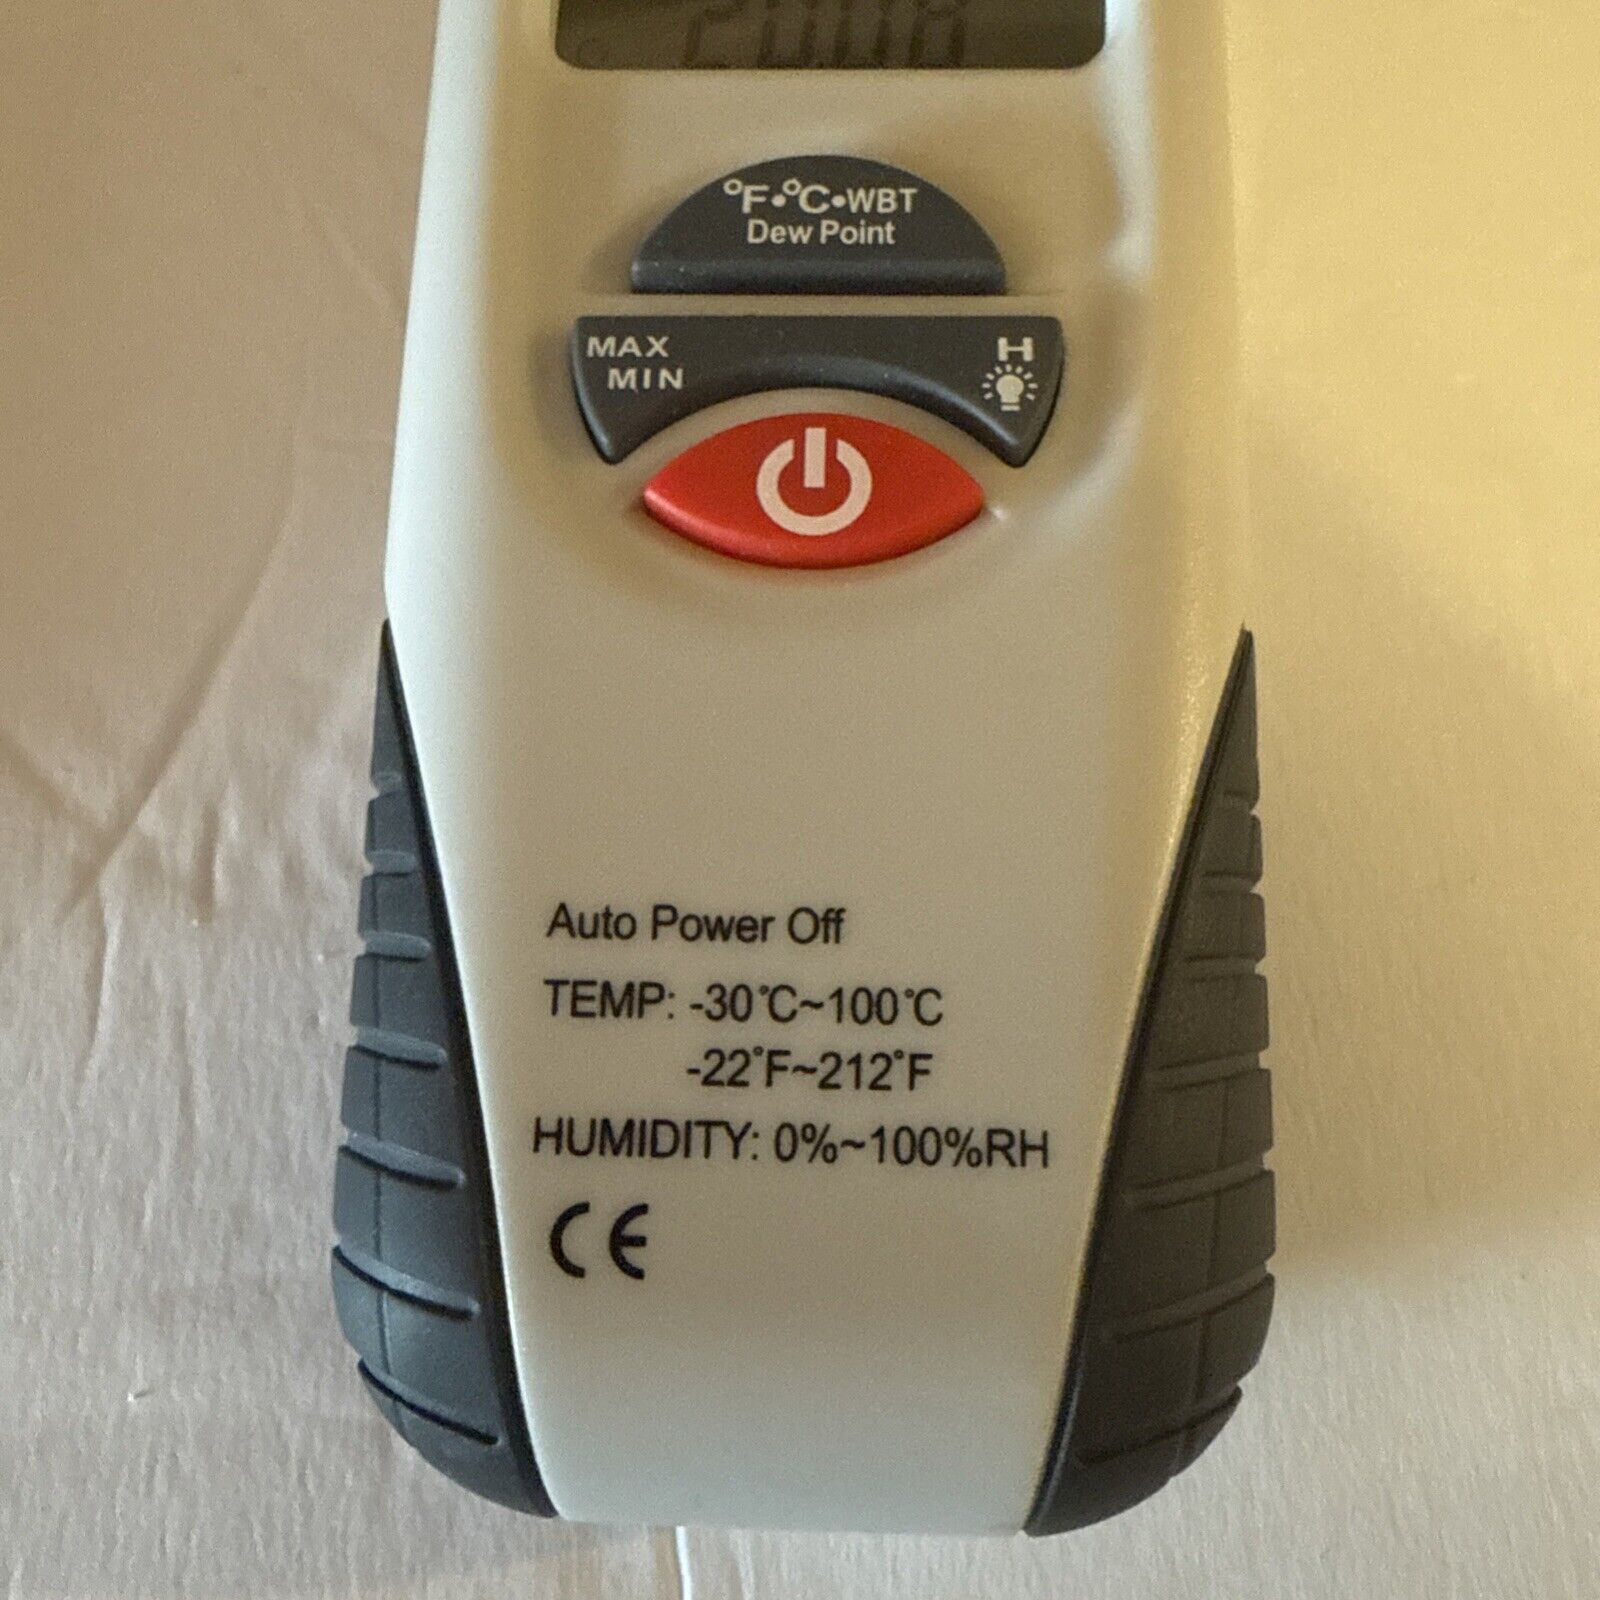 °F•°C•WBT
Dew Point
MAX
MIN
H
Auto Power Off
TEMP: -30°C~100°C
-22°F~212°F
HUMIDITY: 0%~100%RH
CE